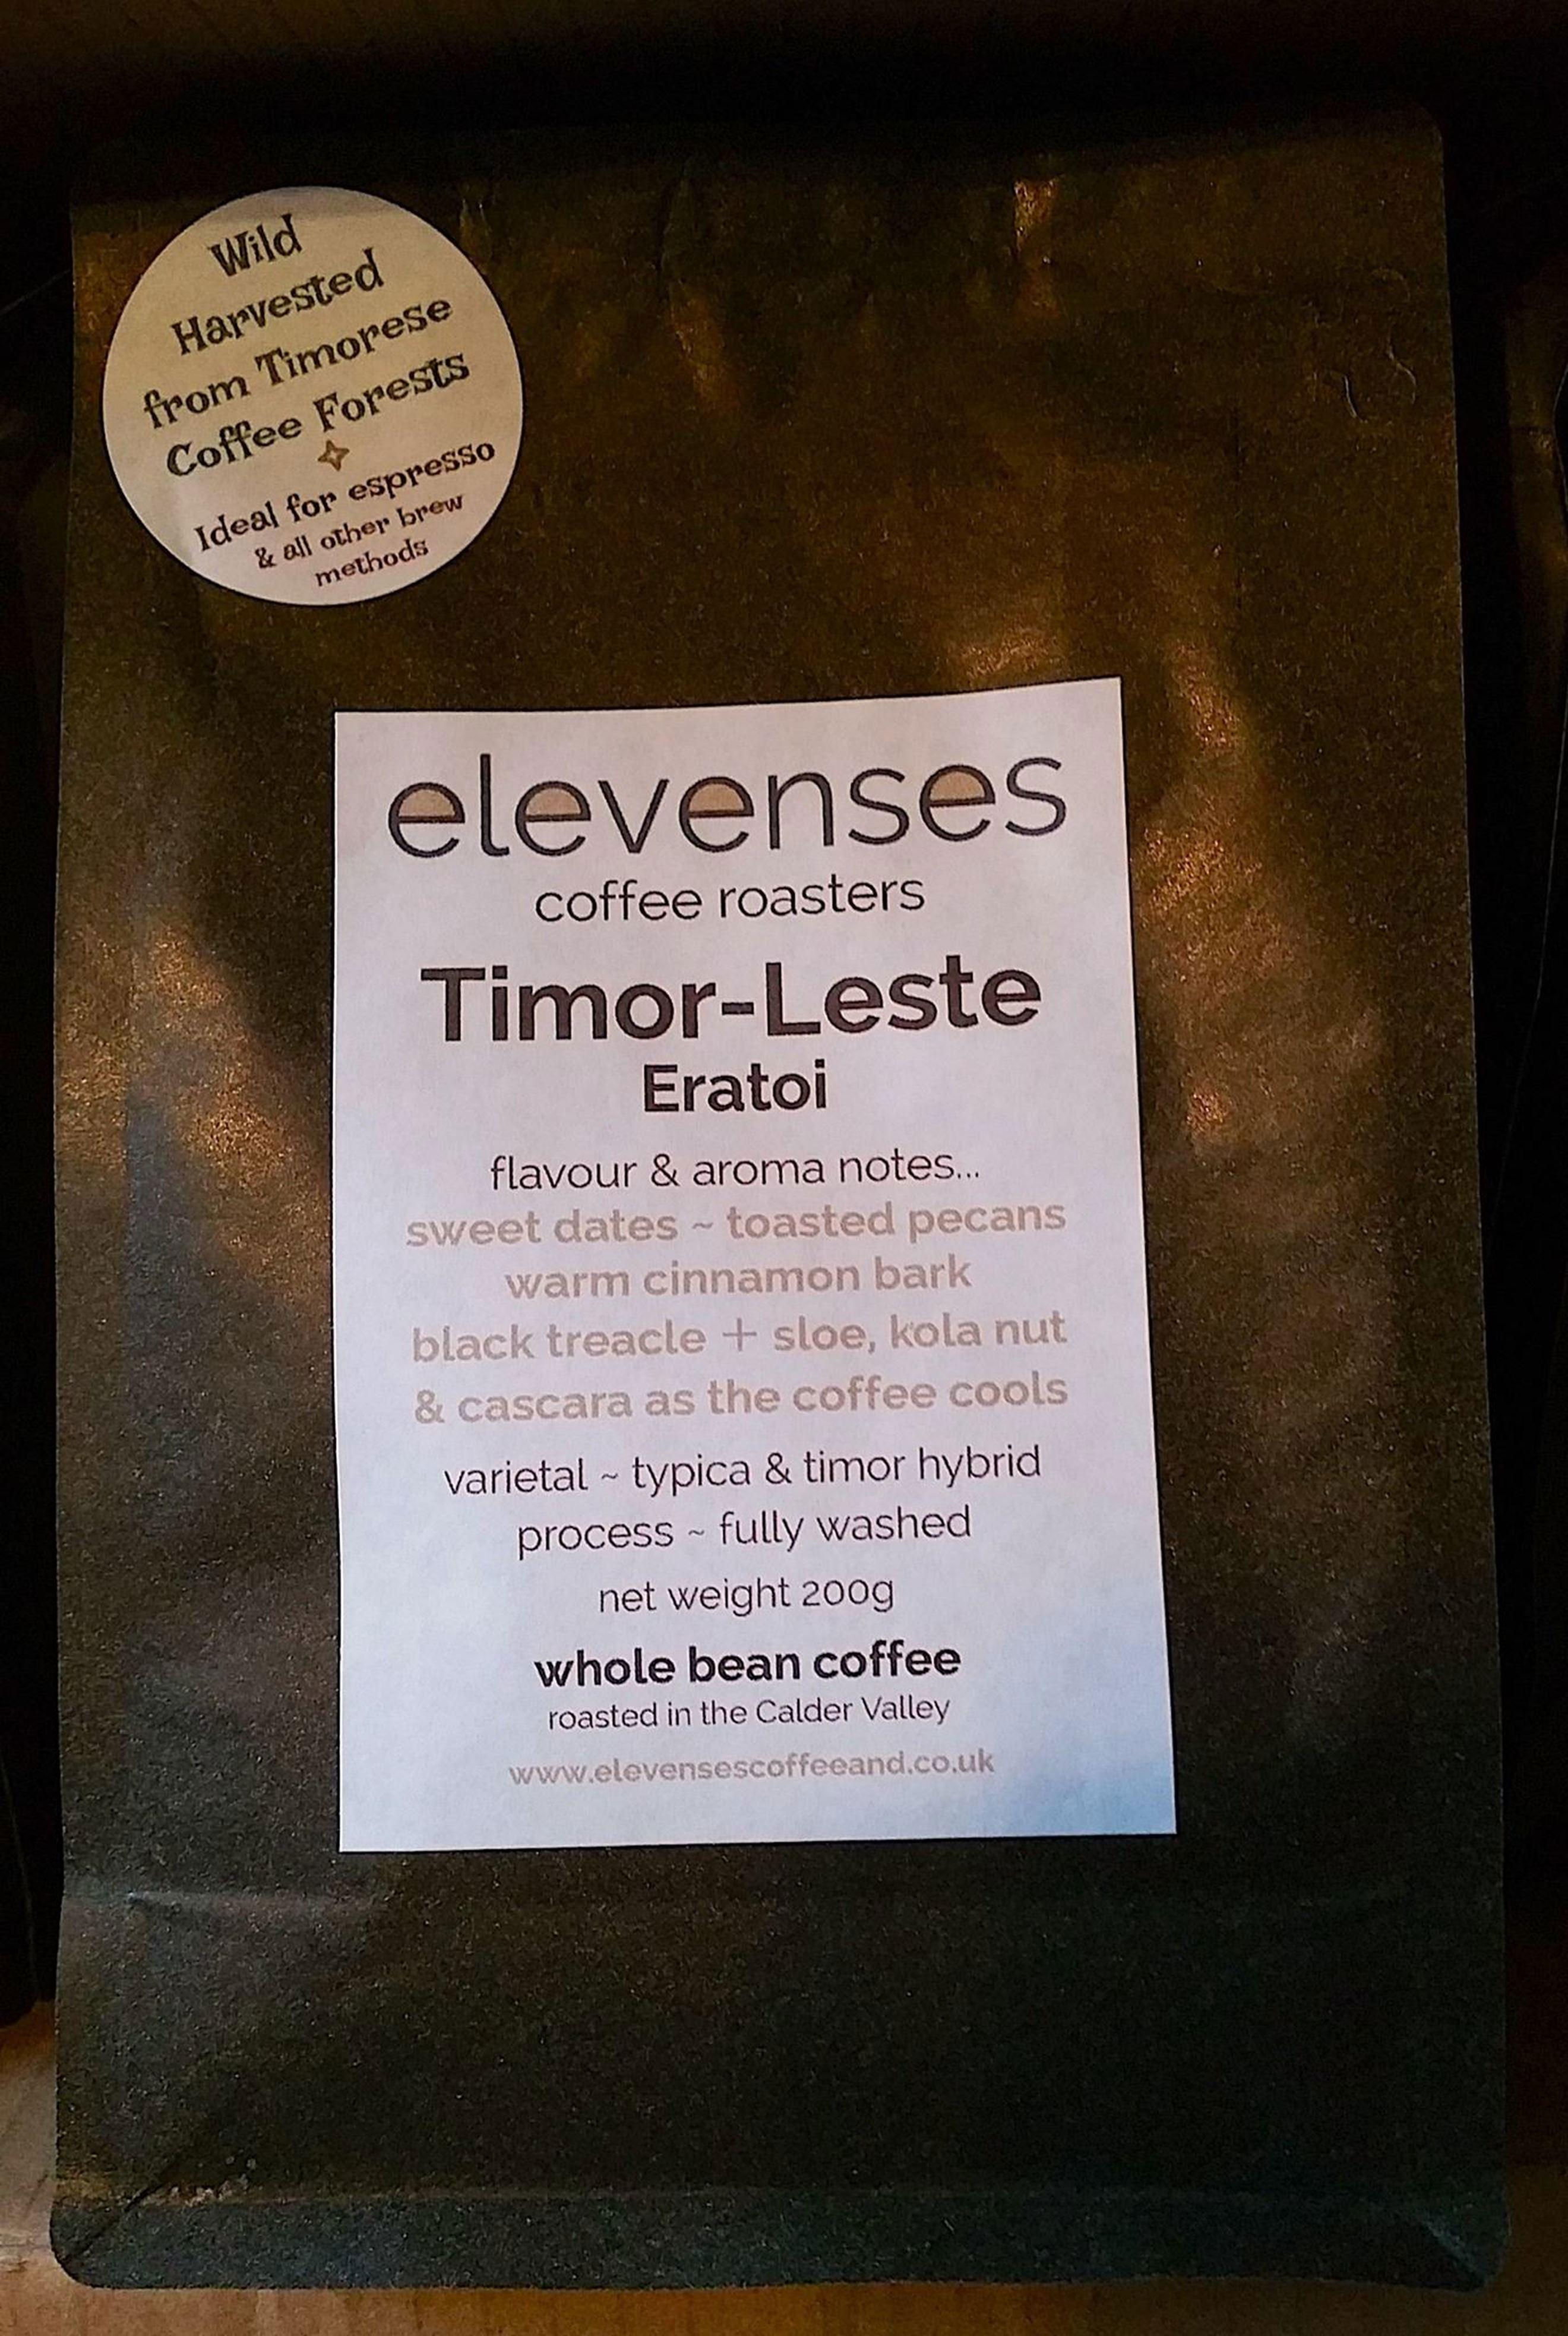 Wild
Harvested
from Timorese
Coffee Forests
Ideal for espresso
& all other brew
methods
elevenses
coffee roasters
Timor-Leste
Eratoi
flavour & aroma notes...
sweet dates ~ toasted pecans
warm cinnamon bark
black treacle + sloe, kola nut
& cascara as the coffee cools
varietal ~ typica & timor hybrid
process ~ fully washed
net weight 200g
whole bean coffee
roasted in the Calder Valley
www.elevensescoffeeand.co.uk